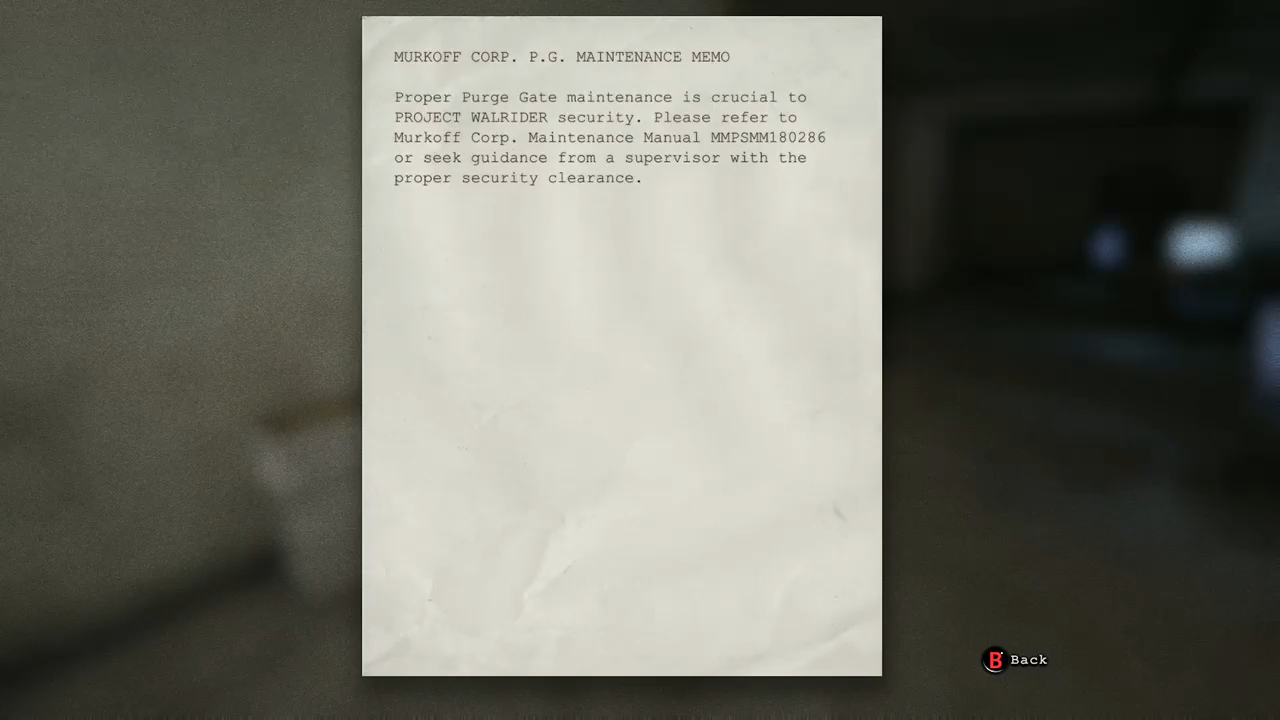 MURKOFF CORP. P.G. MAINTENANCE MEMO
Proper Purge Gate maintenance is crucial to
PROJECT WALRIDER security. Please refer to
Murkoff Corp. Maintenance Manual MMPSMM180286
or seek guidance from a supervisor with the
proper security clearance.
B Back